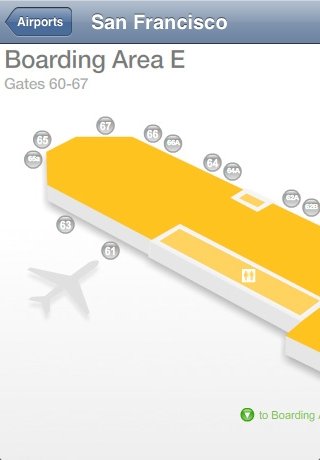 Airports
San Francisco
Boarding Area E
Gates 60-67
67
65
66
66A
65a
64
64A
62A
62B
63
61
to Boarding A